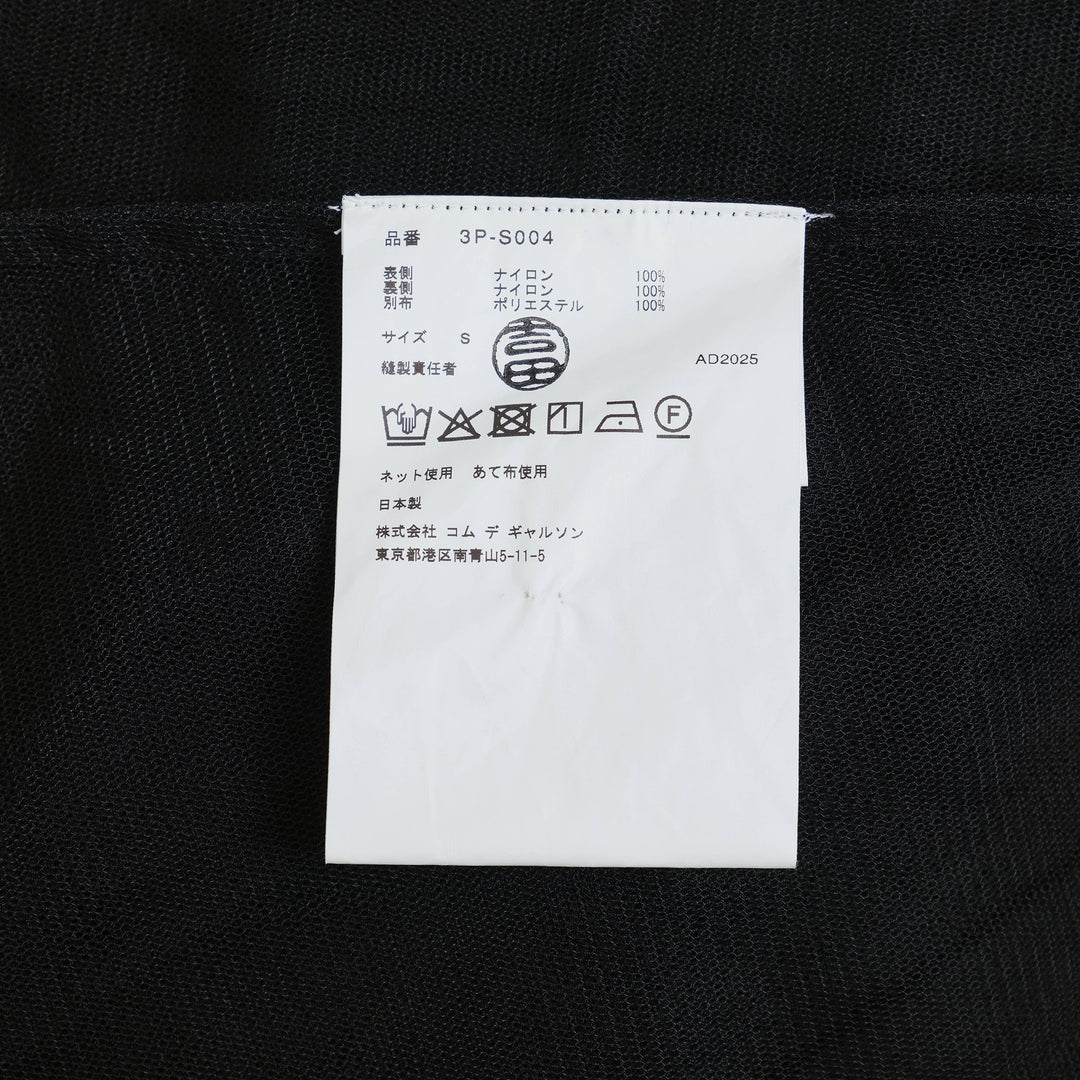 品番 3P-S004
表側 ナイロン 100%
裏側 ナイロン 100%
別布 ポリエステル 100%
サイズ S
吉田
縫製責任者
AD2025
F
ネット使用 あて布使用
日本製
株式会社 コム デ ギャルソン
東京都港区南青山5-11-5